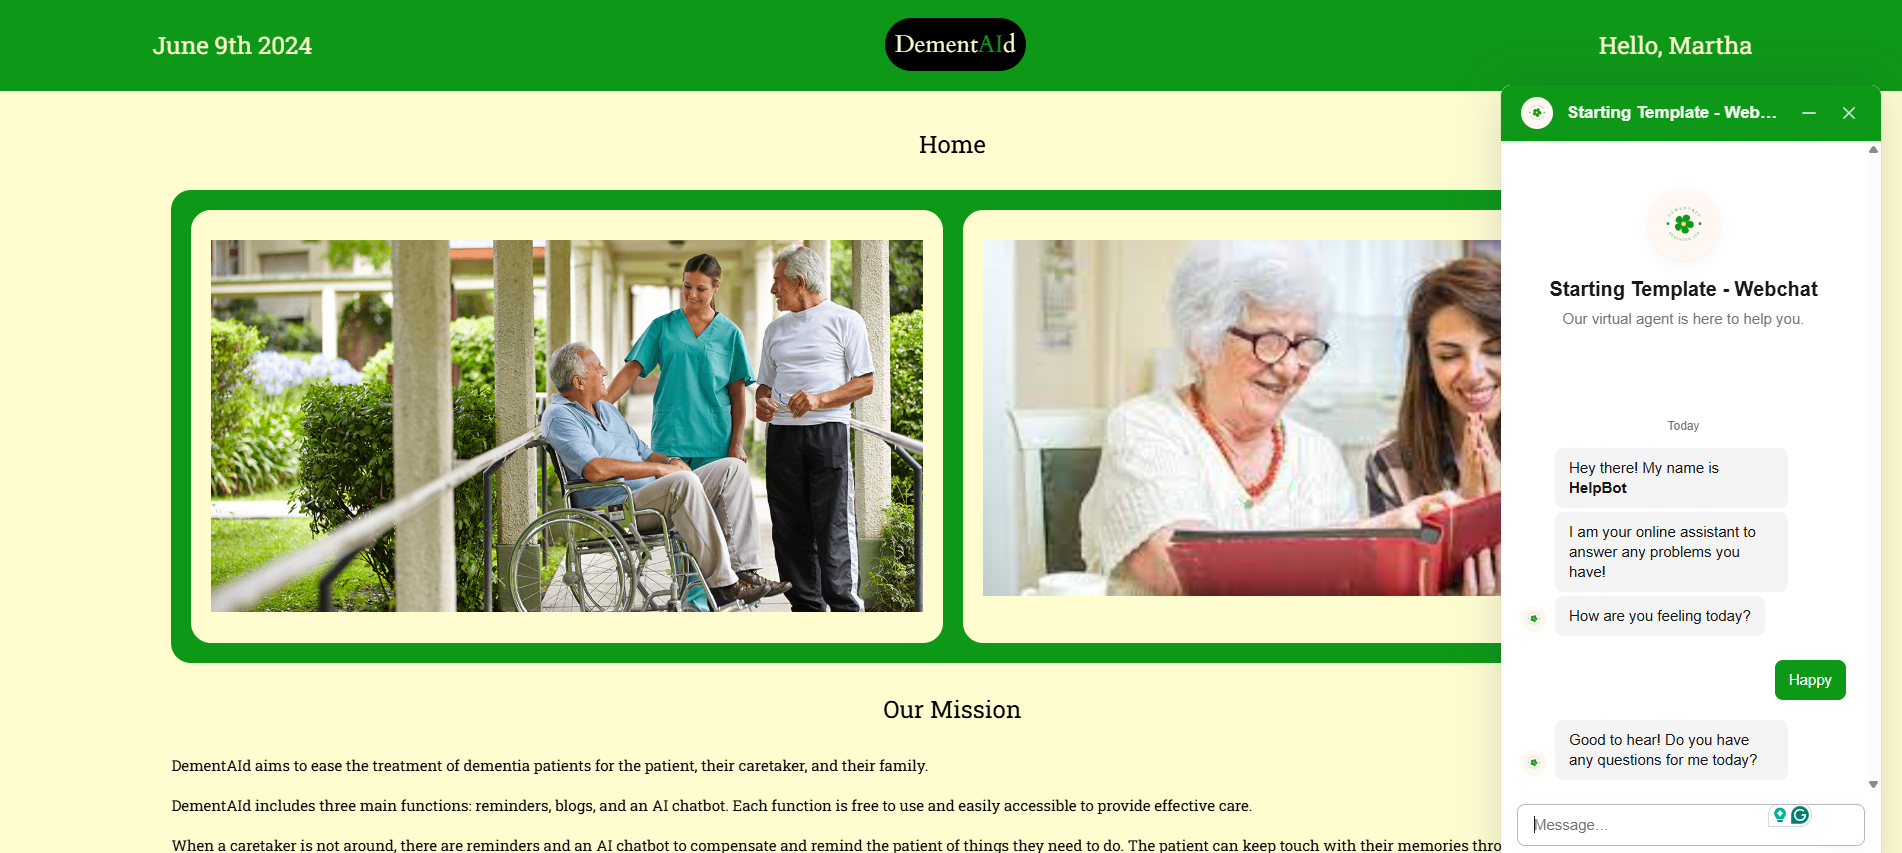 June 9th 2024
DementAId
Hello, Martha
Home
Our Mission
DementAId aims to ease the treatment of dementia patients for the patient, their caretaker, and their family.
DementAId includes three main functions: reminders, blogs, and an AI chatbot. Each function is free to use and easily accessible to provide effective care.
When a caretaker is not around, there are reminders and an AI chatbot to compensate and remind the patient of things they need to do. The patient can keep touch with their memories thro
Starting Template - Web...
Starting Template - Webchat
Our virtual agent is here to help you.
Today
Hey there! My name is
HelpBot
I am your online assistant to
answer any problems you
have!
How are you feeling today?
Happy
Good to hear! Do you have
any questions for me today?
Message...